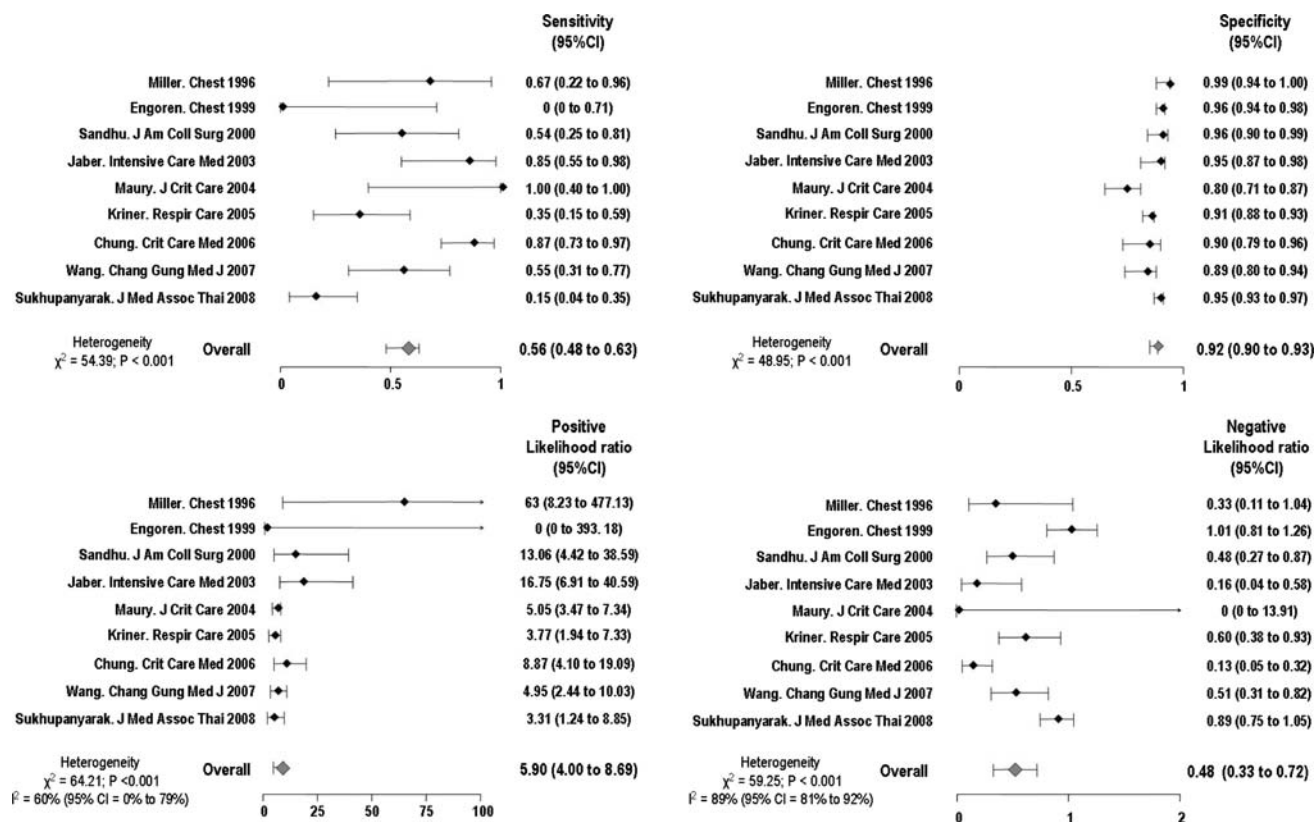 Sensitivity
(95%CI)
Miller. Chest 1996 0.67 (0.22 to 0.96)
Engoren. Chest 1999 0 (0 to 0.71)
Sandhu. J Am Coll Surg 2000 0.54 (0.25 to 0.81)
Jaber. Intensive Care Med 2003 0.85 (0.55 to 0.98)
Maury. J Crit Care 2004 1.00 (0.40 to 1.00)
Kriner. Respir Care 2005 0.35 (0.15 to 0.59)
Chung. Crit Care Med 2006 0.87 (0.73 to 0.97)
Wang. Chang Gung Med J 2007 0.55 (0.31 to 0.77)
Sukhupanyarak. J Med Assoc Thai 2008 0.15 (0.04 to 0.35)
Heterogeneity
χ² = 54.39; P < 0.001
Overall 0.56 (0.48 to 0.63)
0 0.5 1
Specificity
(95%CI)
Miller. Chest 1996 0.99 (0.94 to 1.00)
Engoren. Chest 1999 0.96 (0.94 to 0.98)
Sandhu. J Am Coll Surg 2000 0.96 (0.90 to 0.99)
Jaber. Intensive Care Med 2003 0.95 (0.87 to 0.98)
Maury. J Crit Care 2004 0.80 (0.71 to 0.87)
Kriner. Respir Care 2005 0.91 (0.88 to 0.93)
Chung. Crit Care Med 2006 0.90 (0.79 to 0.96)
Wang. Chang Gung Med J 2007 0.89 (0.80 to 0.94)
Sukhupanyarak. J Med Assoc Thai 2008 0.95 (0.93 to 0.97)
Heterogeneity
χ² = 48.95; P < 0.001
Overall 0.92 (0.90 to 0.93)
0 0.5 1
Positive
Likelihood ratio
(95%CI)
Miller. Chest 1996 63 (8.23 to 477.13)
Engoren. Chest 1999 0 (0 to 393. 18)
Sandhu. J Am Coll Surg 2000 13.06 (4.42 to 38.59)
Jaber. Intensive Care Med 2003 16.75 (6.91 to 40.59)
Maury. J Crit Care 2004 5.05 (3.47 to 7.34)
Kriner. Respir Care 2005 3.77 (1.94 to 7.33)
Chung. Crit Care Med 2006 8.87 (4.10 to 19.09)
Wang. Chang Gung Med J 2007 4.95 (2.44 to 10.03)
Sukhupanyarak. J Med Assoc Thai 2008 3.31 (1.24 to 8.85)
Heterogeneity
χ² = 64.21; P <0.001
I² = 60% (95% CI = 0% to 79%)
Overall 5.90 (4.00 to 8.69)
0 25 50 75 100
Negative
Likelihood ratio
(95%CI)
Miller. Chest 1996 0.33 (0.11 to 1.04)
Engoren. Chest 1999 1.01 (0.81 to 1.26)
Sandhu. J Am Coll Surg 2000 0.48 (0.27 to 0.87)
Jaber. Intensive Care Med 2003 0.16 (0.04 to 0.58)
Maury. J Crit Care 2004 0 (0 to 13.91)
Kriner. Respir Care 2005 0.60 (0.38 to 0.93)
Chung. Crit Care Med 2006 0.13 (0.05 to 0.32)
Wang. Chang Gung Med J 2007 0.51 (0.31 to 0.82)
Sukhupanyarak. J Med Assoc Thai 2008 0.89 (0.75 to 1.05)
Heterogeneity
χ² = 59.25; P < 0.001
I² = 89% (95% CI = 81% to 92%)
Overall 0.48 (0.33 to 0.72)
0 1 2